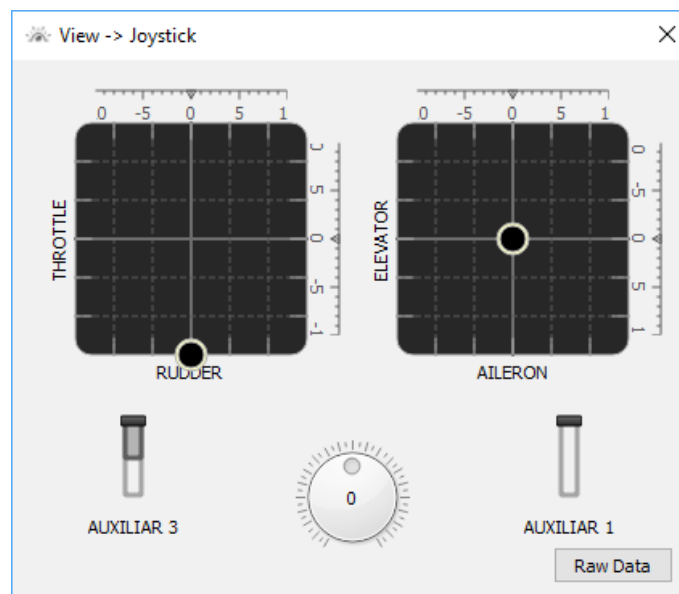 View -> Joystick
0 -5 0 5 1
0 -5 0 5 1
THROTTLE
5
0
-5
-1
ELEVATOR
0
-5
0
5
1
RUDDER
AILERON
0
AUXILIAR 3
AUXILIAR 1
Raw Data